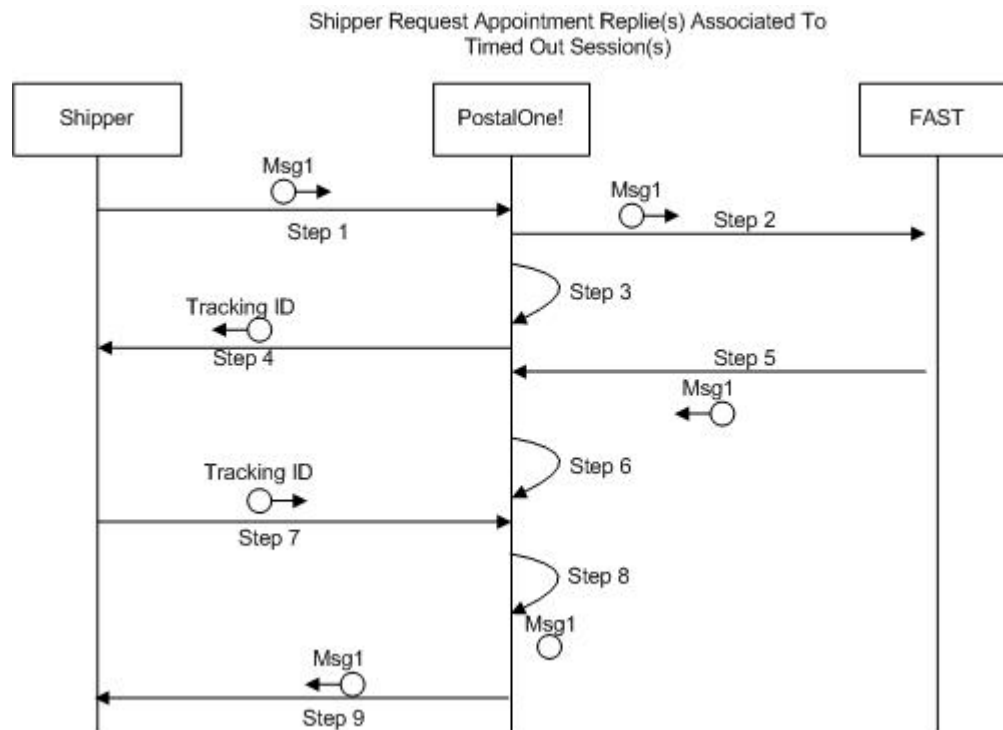 Shipper Request Appointment Replie(s) Associated To
Timed Out Session(s)
Shipper
PostalOne!
FAST
Msg1
Msg1
Step 1
Step 2
Step 3
Tracking ID
Step 4
Step 5
Msg1
Step 6
Tracking ID
Step 7
Step 8
Msg1
Msg1
Step 9